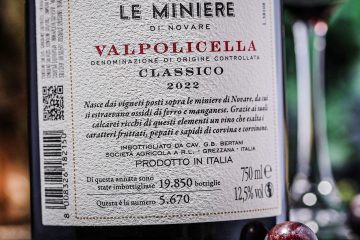 LE MINIERE
DI NOVARE
VALPOLICELLA
DENOMINAZIONE DI ORIGINE CONTROLLATA
CLASSICO
2022
Nasce dai vigneti posti sopra le miniere di Novare, da cui
si estraevano ossidi di ferro e manganese. Grazie ai suoli
calcarei ricchi di questi elementi un vino che esalta i
caratteri fruttati, pepati e sapidi di corvina e corvinone.
IMBOTTIGLIATO DA CAV. G.B. BERTANI
SOCIETÀ AGRICOLA A R.L. - GREZZANA - ITALIA
PRODOTTO IN ITALIA
Di questa annata sono
state imbottigliate 19.850 bottiglie
Questa è la numero 5.670
750 ml e
12,5% vol
8 008326 182150